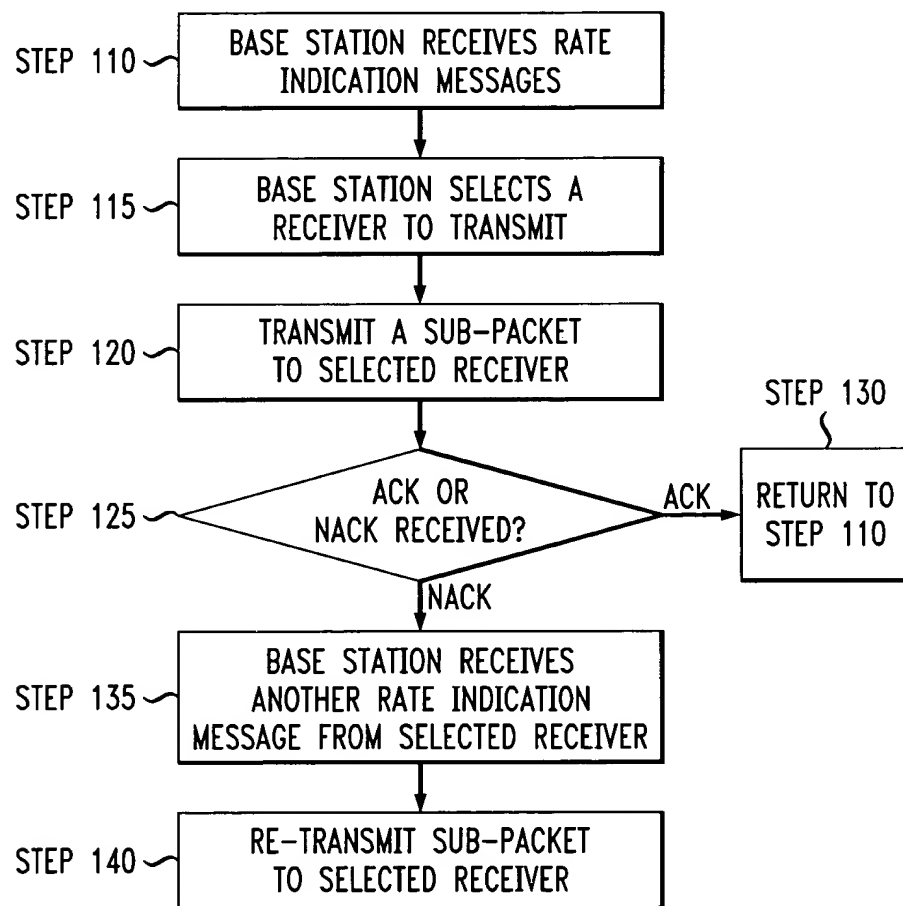 STEP 110
BASE STATION RECEIVES RATE
INDICATION MESSAGES
STEP 115
BASE STATION SELECTS A
RECEIVER TO TRANSMIT
STEP 120
TRANSMIT A SUB-PACKET
TO SELECTED RECEIVER
STEP 125
ACK OR
NACK RECEIVED?
ACK
STEP 130
RETURN TO
STEP 110
NACK
STEP 135
BASE STATION RECEIVES
ANOTHER RATE INDICATION
MESSAGE FROM SELECTED RECEIVER
STEP 140
RE-TRANSMIT SUB-PACKET
TO SELECTED RECEIVER